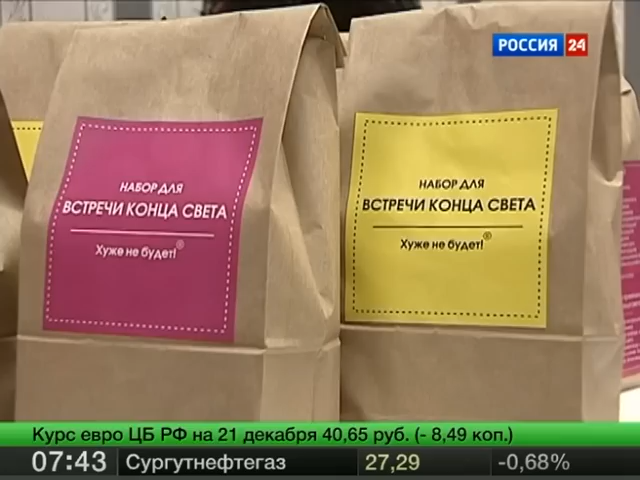 РОССИЯ 24
НАБОР ДЛЯ
ВСТРЕЧИ КОНЦА СВЕТА
Хуже не будет!®
НАБОР ДЛЯ
ВСТРЕЧИ КОНЦА СВЕТА
Хуже не будет!®
Курс евро ЦБ РФ на 21 декабря 40,65 руб. (- 8,49 коп.)
07:43 Сургутнефтегаз 27,29 -0,68%